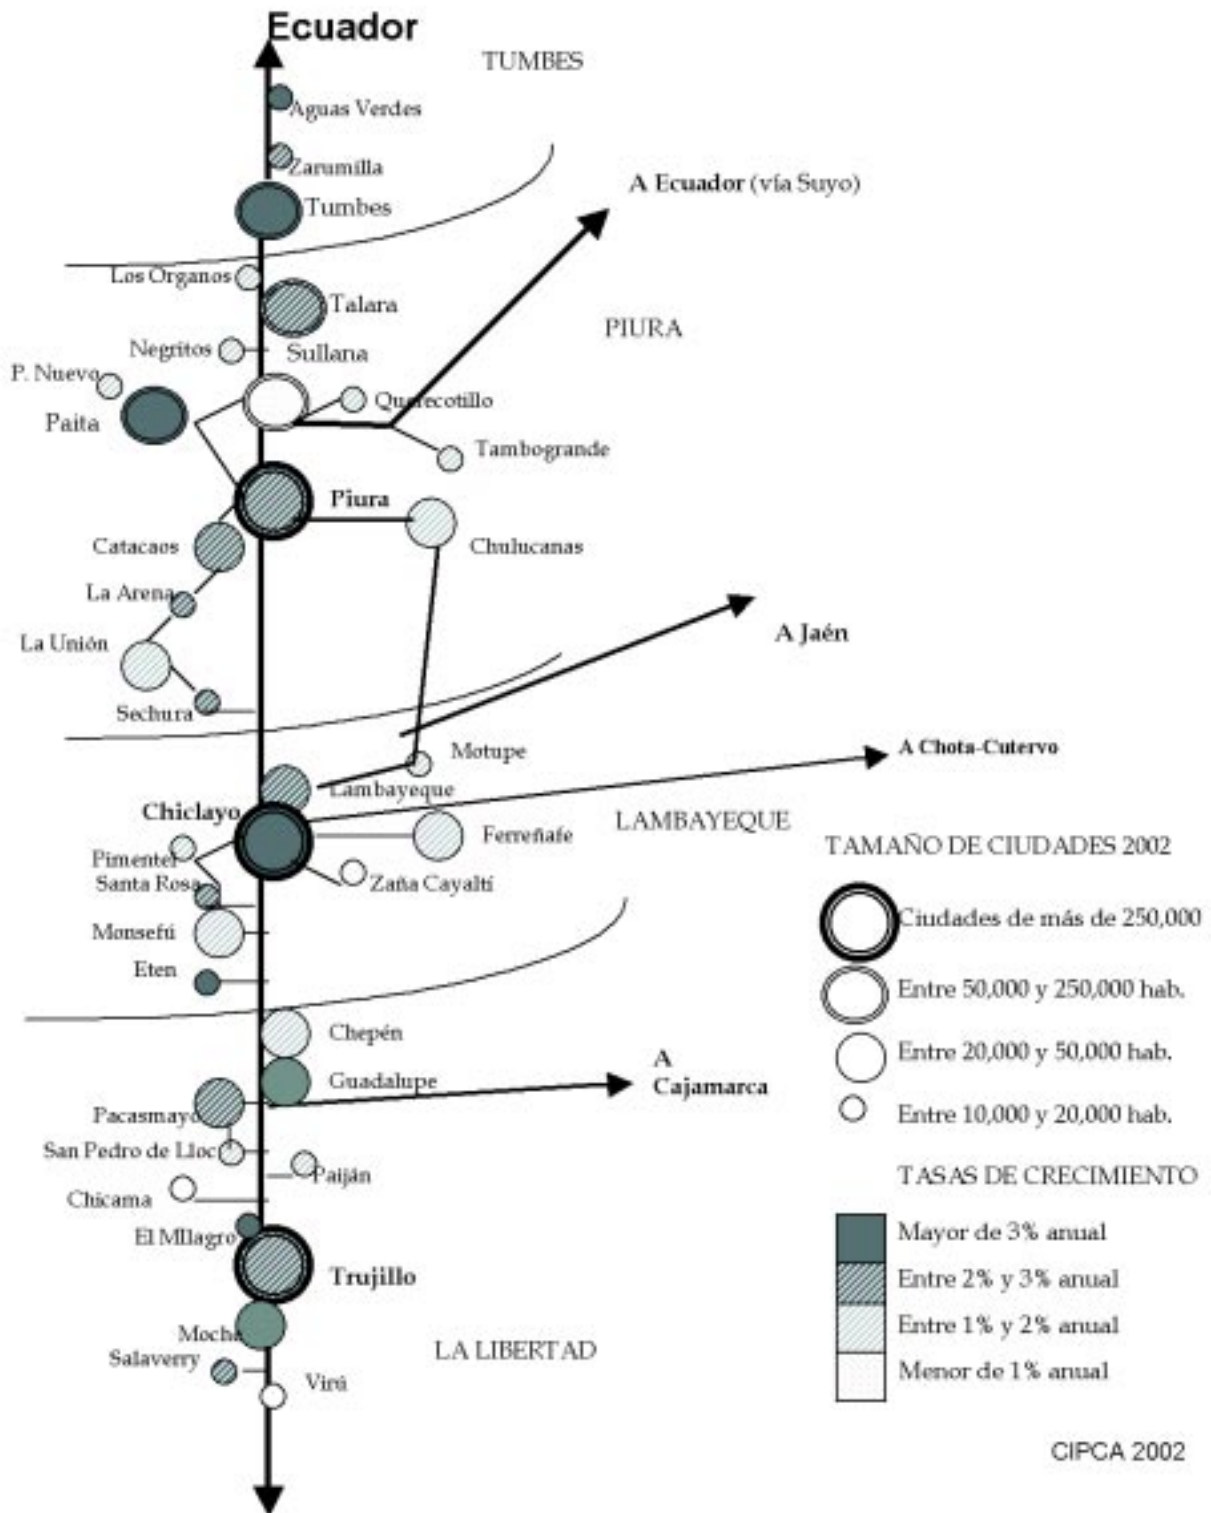 Ecuador
TUMBES
Aguas Verdes
Zarumilla
A Ecuador (vía Suyo)
Tumbes
Los Organos
Talara
PIURA
Negritos
Sullana
P. Nuevo
Querecotillo
Paita
Tambogrande
Piura
Catacaos
Chulucanas
La Arena
A Jaén
La Unión
Sechura
Motupe
A Chota-Cutervo
Lambayeque
Chiclayo
LAMBAYEQUE
Ferreñafe
TAMAÑO DE CIUDADES 2002
Pimentel
Santa Rosa
Zaña Cayaltí
Ciudades de más de 250,000
Monsefú
Eten
Entre 50,000 y 250,000 hab.
Chepén
Entre 20,000 y 50,000 hab.
A
Cajamarca
Guadalupe
Pacasmayo
Entre 10,000 y 20,000 hab.
San Pedro de Lloc
Paiján
TASAS DE CRECIMIENTO
Chicama
El MIlagro
Mayor de 3% anual
Trujillo
Entre 2% y 3% anual
Moche
Entre 1% y 2% anual
LA LIBERTAD
Salaverry
Menor de 1% anual
Virú
CIPCA 2002